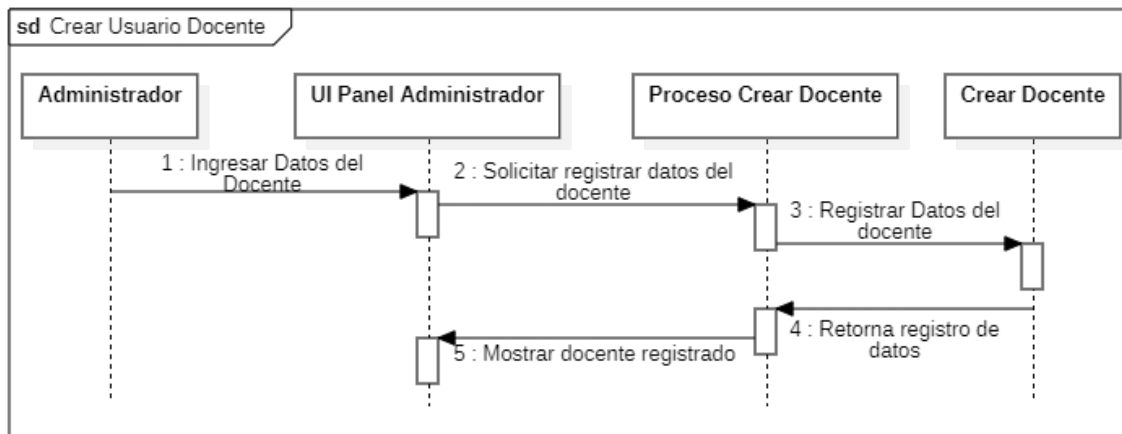 sd Crear Usuario Docente
Administrador
UI Panel Administrador
Proceso Crear Docente
Crear Docente
1 : Ingresar Datos del
Docente
2 : Solicitar registrar datos del
docente
3 : Registrar Datos del
docente
4 : Retorna registro de
datos
5 : Mostrar docente registrado